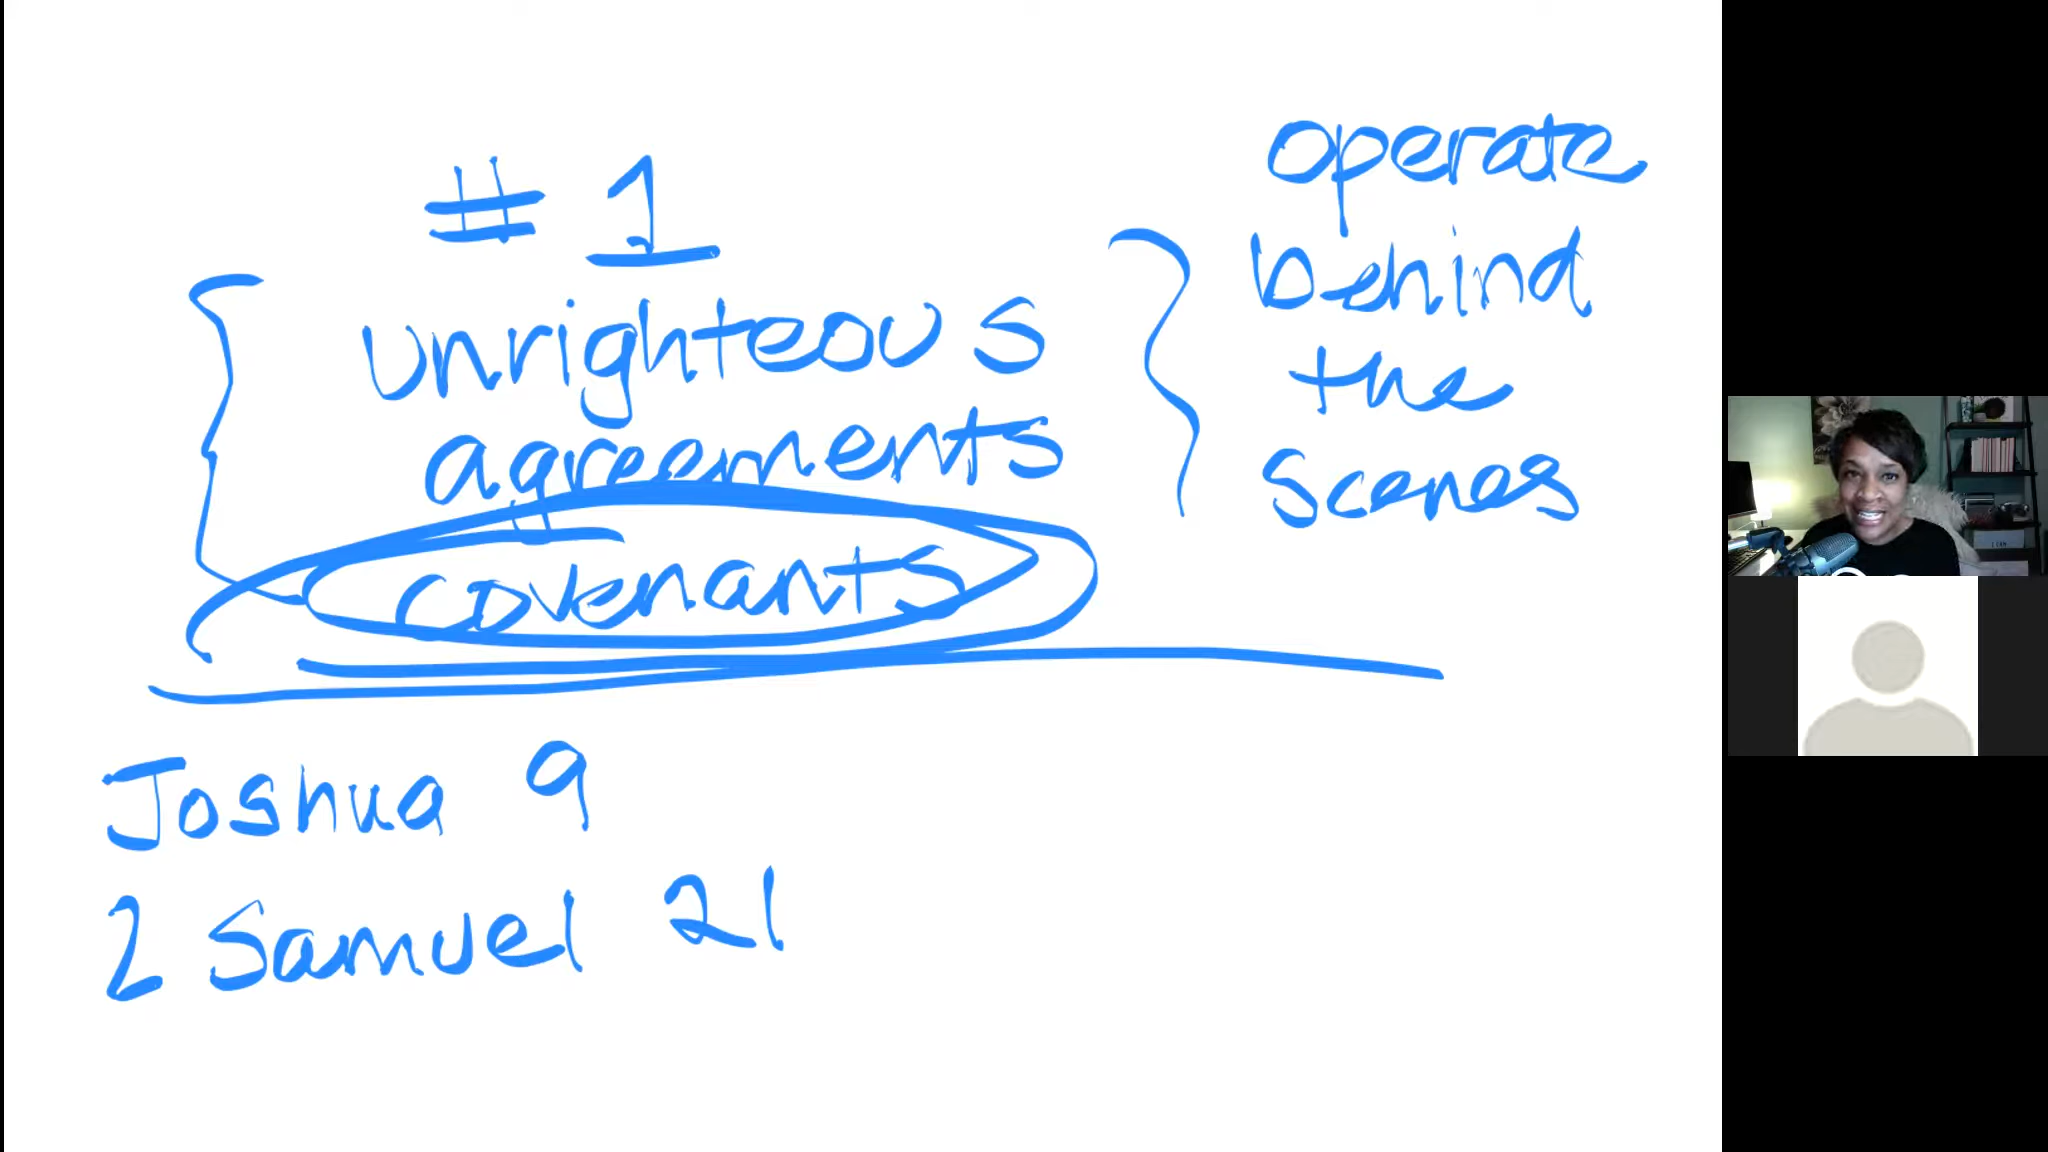 # 1
unrighteous
agreements
covenants
operate
behind
the
scenes
Joshua 9
2 Samuel 21